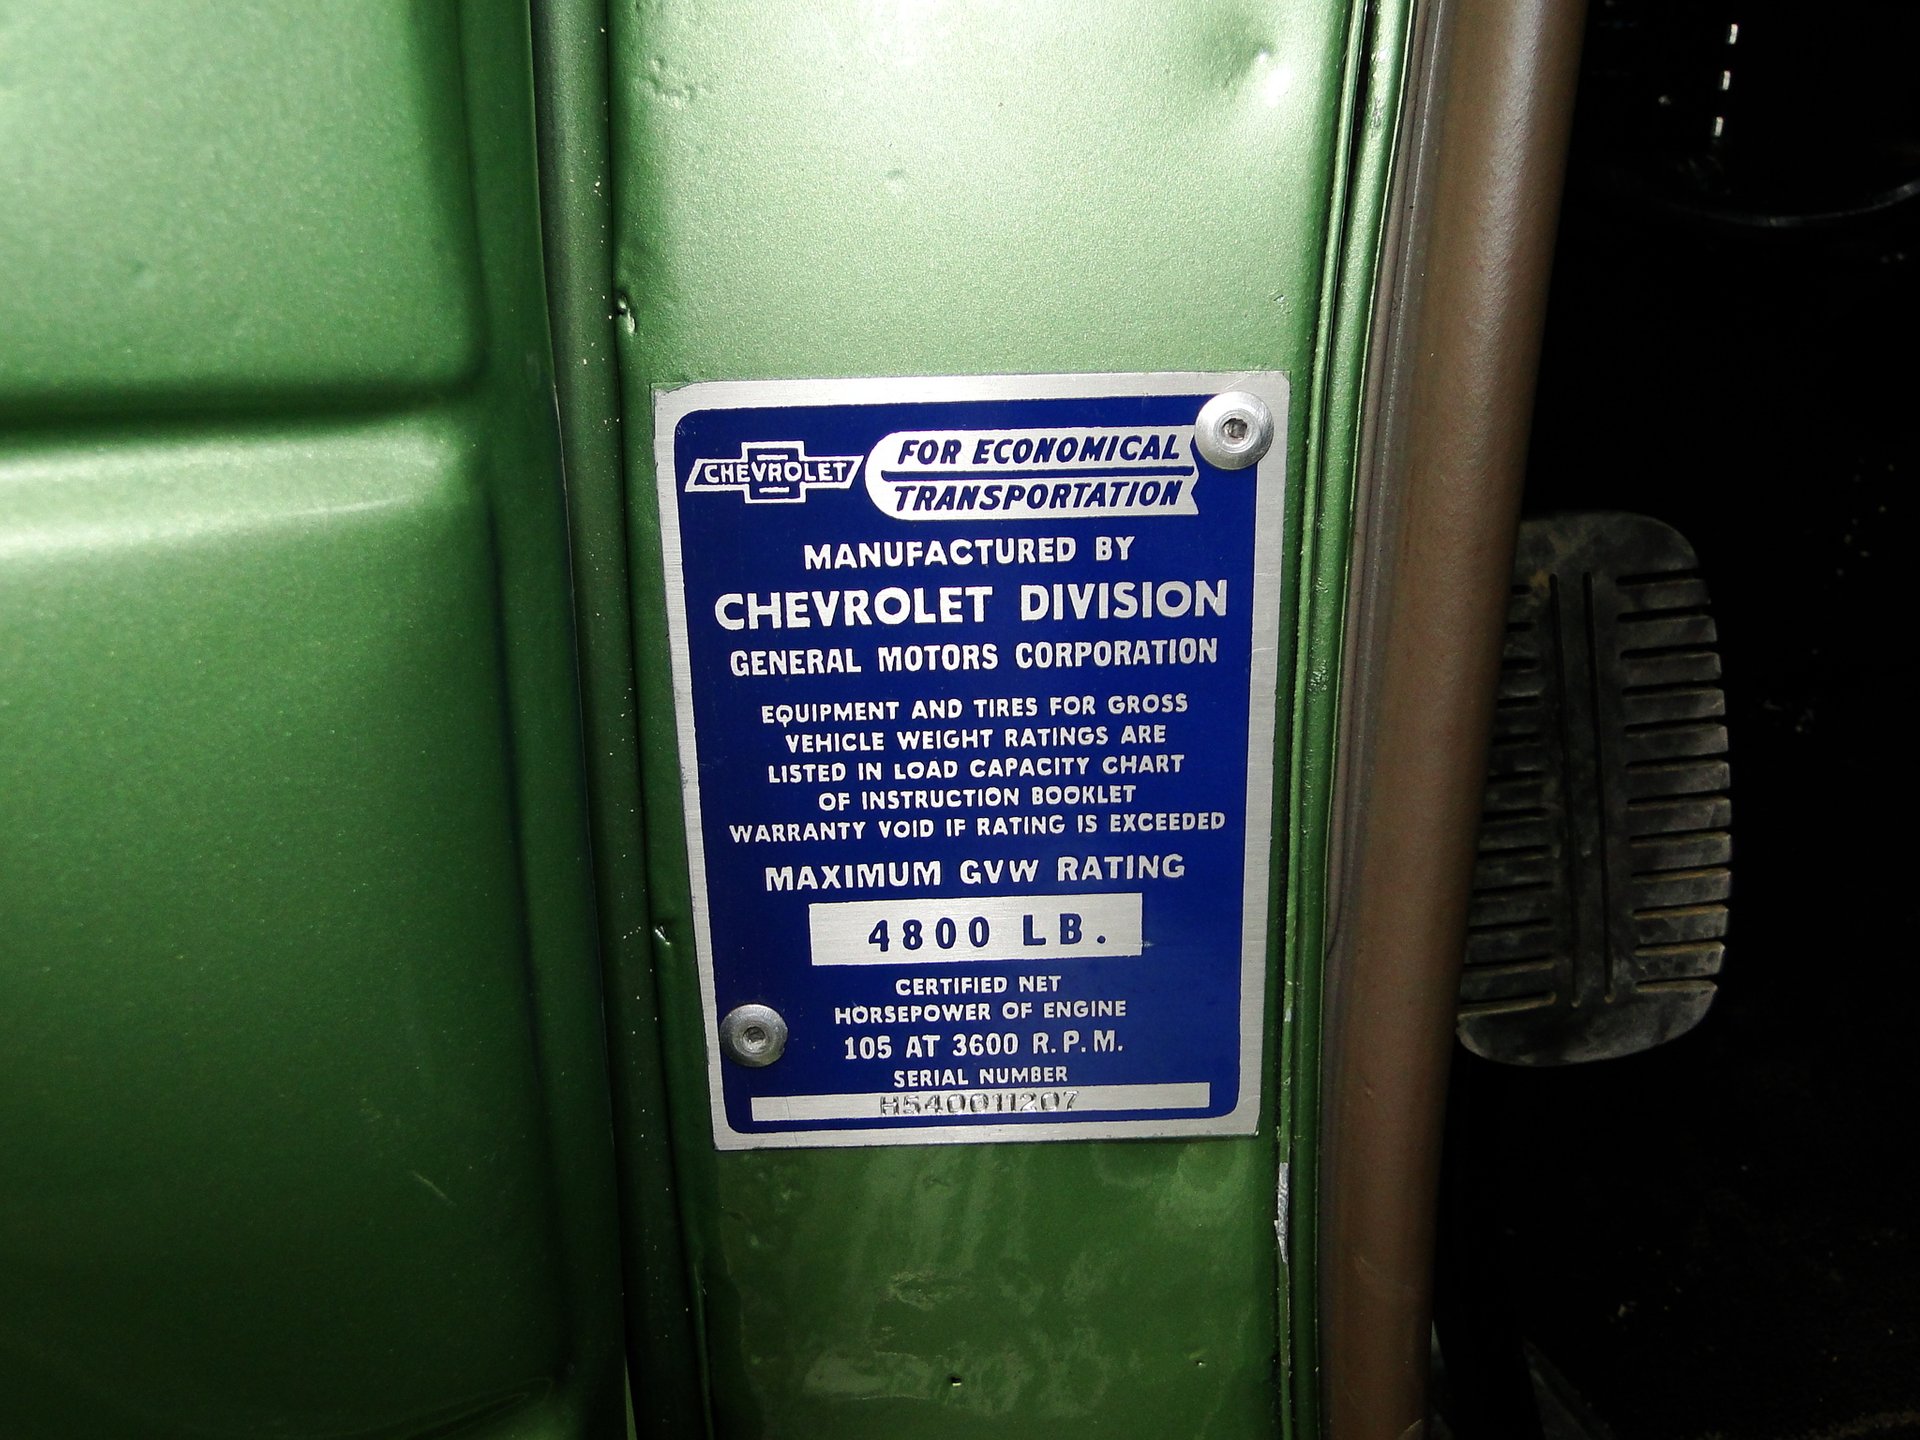 CHEVROLET
FOR ECONOMICAL
TRANSPORTATION
MANUFACTURED BY
CHEVROLET DIVISION
GENERAL MOTORS CORPORATION
EQUIPMENT AND TIRES FOR GROSS
VEHICLE WEIGHT RATINGS ARE
LISTED IN LOAD CAPACITY CHART
OF INSTRUCTION BOOKLET
WARRANTY VOID IF RATING IS EXCEEDED
MAXIMUM GVW RATING
4800 LB.
CERTIFIED NET
HORSEPOWER OF ENGINE
105 AT 3600 R.P.M.
SERIAL NUMBER
H540011207